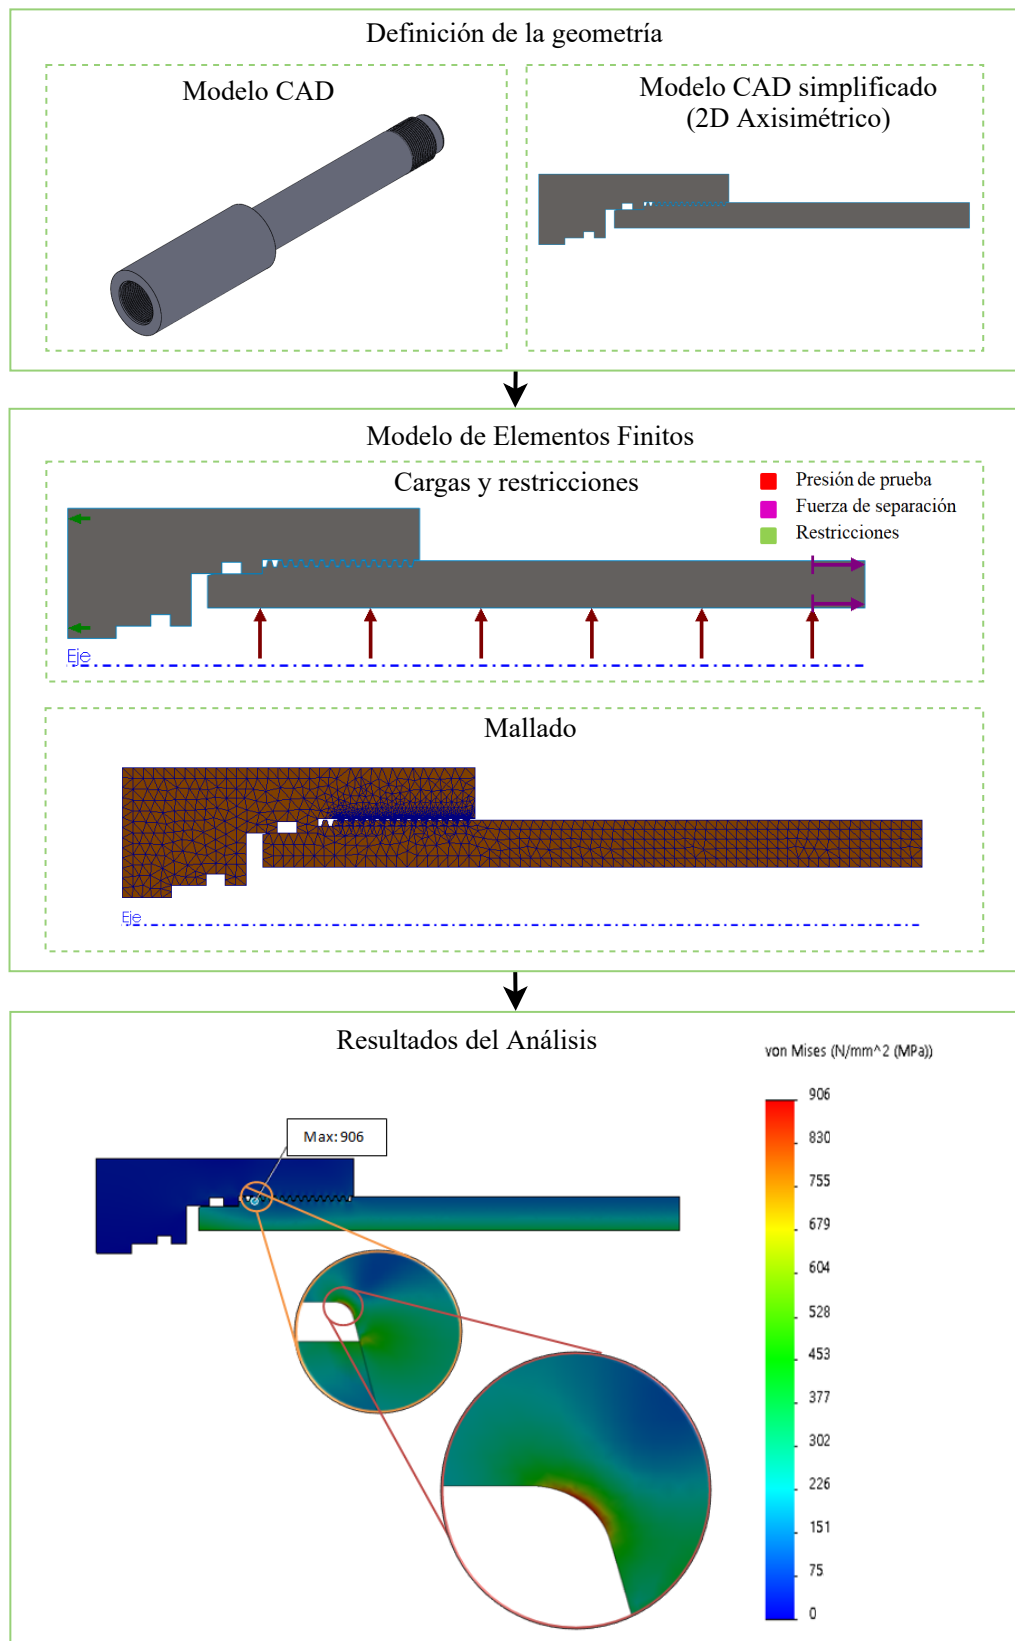 Definición de la geometría
Modelo CAD
Modelo CAD simplificado
(2D Axisimétrico)
Modelo de Elementos Finitos
Cargas y restricciones
Presión de prueba
Fuerza de separación
Restricciones
Eje
Mallado
Eje
Resultados del Análisis
von Mises (N/mm^2 (MPa))
Max: 906
906
830
755
679
604
528
453
377
302
226
151
75
0